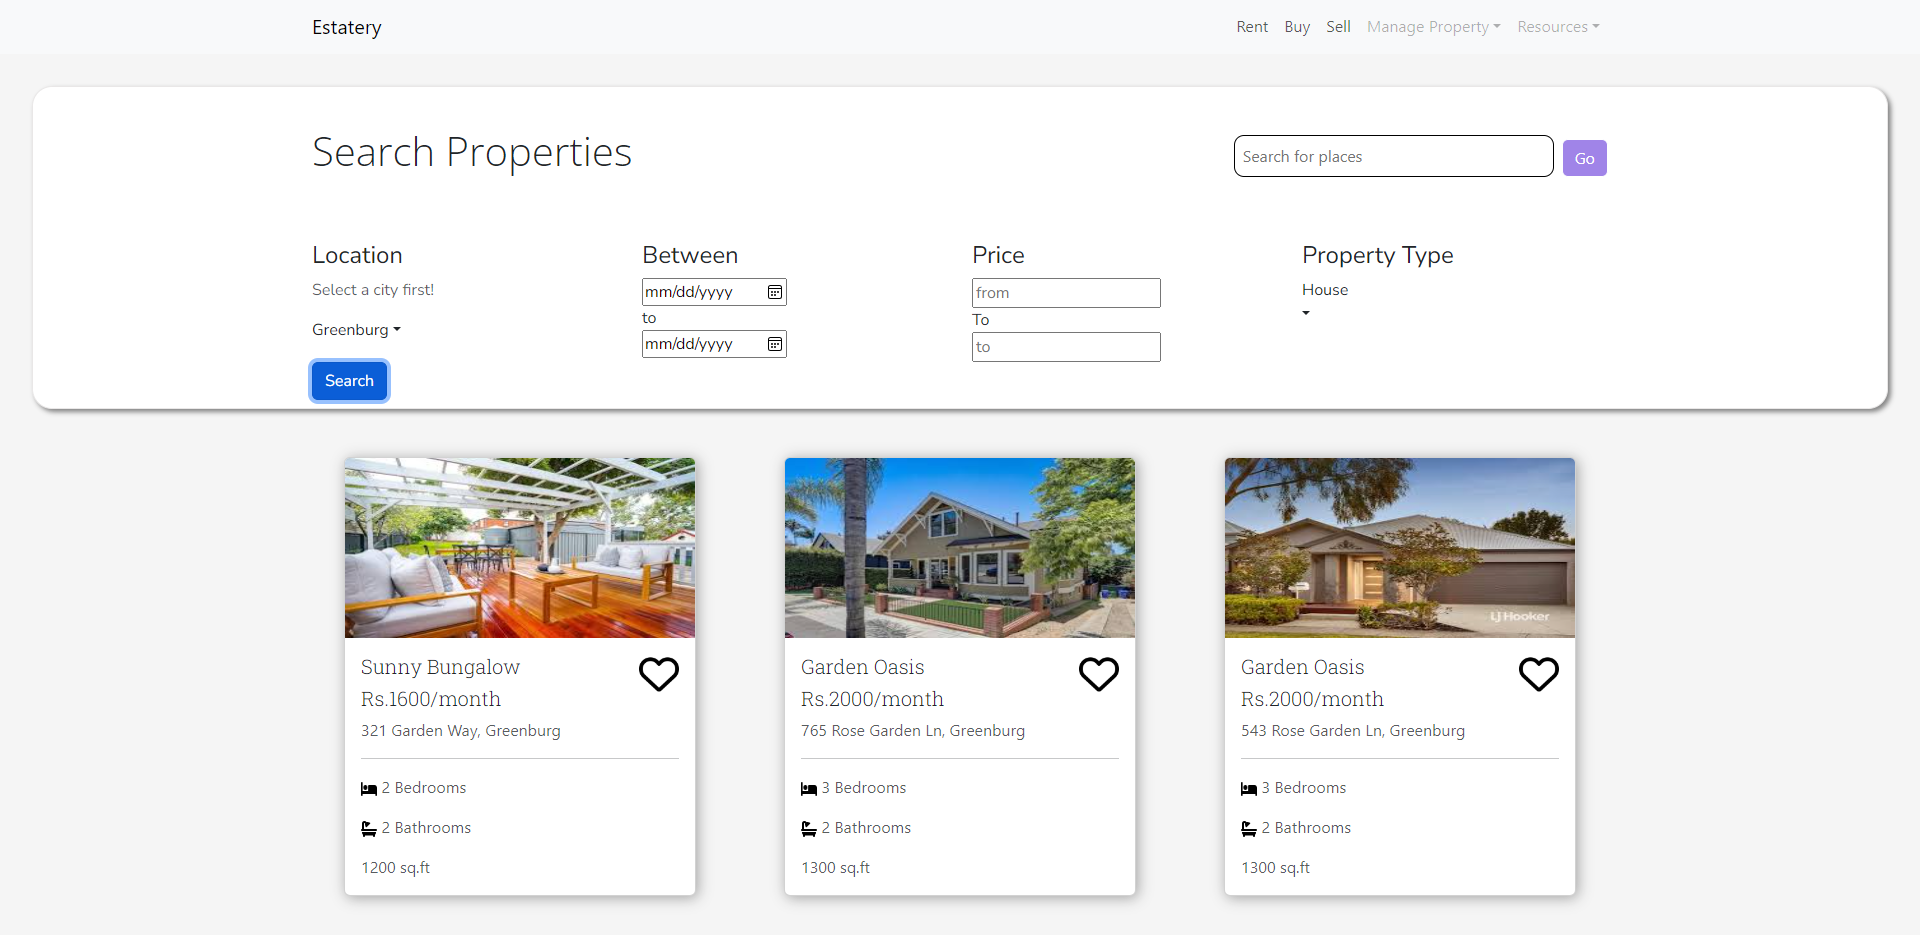 Estatery
Rent Buy Sell Manage Property Resources
Search Properties
Search for places
Go
Location
Select a city first!
Greenburg
Search
Between
mm/dd/yyyy
to
mm/dd/yyyy
Price
from
To
to
Property Type
House
LJ Hooker
Sunny Bungalow
Rs.1600/month
321 Garden Way, Greenburg
2 Bedrooms
2 Bathrooms
1200 sq.ft
Garden Oasis
Rs.2000/month
765 Rose Garden Ln, Greenburg
3 Bedrooms
2 Bathrooms
1300 sq.ft
Garden Oasis
Rs.2000/month
543 Rose Garden Ln, Greenburg
3 Bedrooms
2 Bathrooms
1300 sq.ft